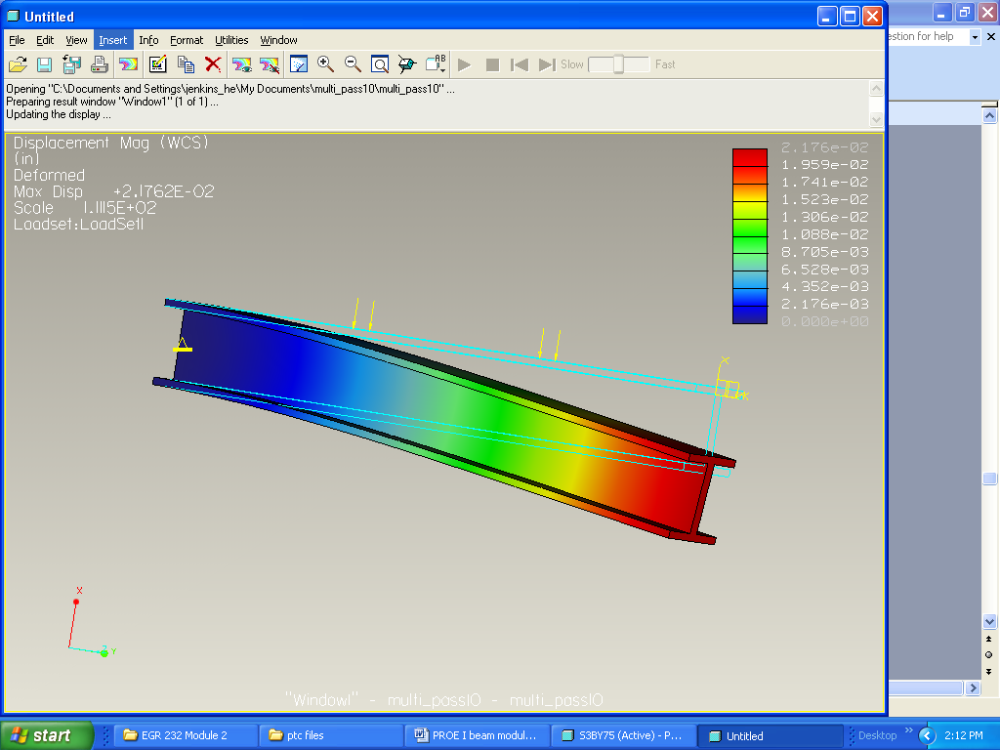 Untitled
File Edit View Insert Info Format Utilities Window
estion for help
AB
Slow Fast
Opening "C:\Documents and Settings\jenkins_he\My Documents\multi_pass10\multi_pass10" ...
Preparing result window "Window1" (1 of 1) ...
Updating the display ...
Displacement Mag (WCS)
(in)
Deformed
Max Disp +2.1762E-02
Scale 1.1115E+02
Loadset:LoadSet1
2.176e-02
1.959e-02
1.741e-02
1.523e-02
1.306e-02
1.088e-02
8.705e-03
6.528e-03
4.352e-03
2.176e-03
0.000e+00
X
X
Z Y
"Window1" - multi_pass10 - multi_pass10
start
EGR 232 Module 2
ptc files
PROE I beam modul...
S3BY75 (Active) - P...
Untitled
Desktop
2:12 PM